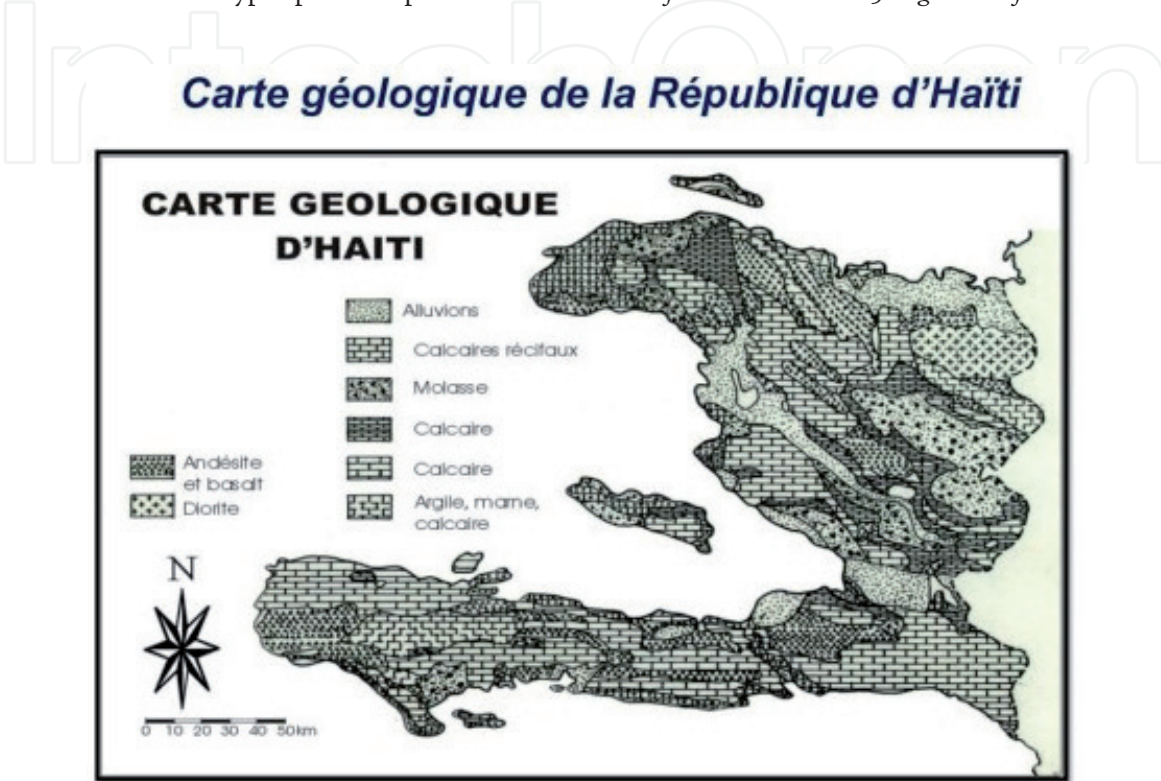 IntechOpen
Carte géologique de la République d'Haïti
CARTE GEOLOGIQUE
D'HAITI
Alluvions
Calcaires récifaux
Molasse
Calcaire
Andésite
et basalt
Calcaire
Diorite
Argile, marne,
calcaire
N
0 10 20 30 40 50km